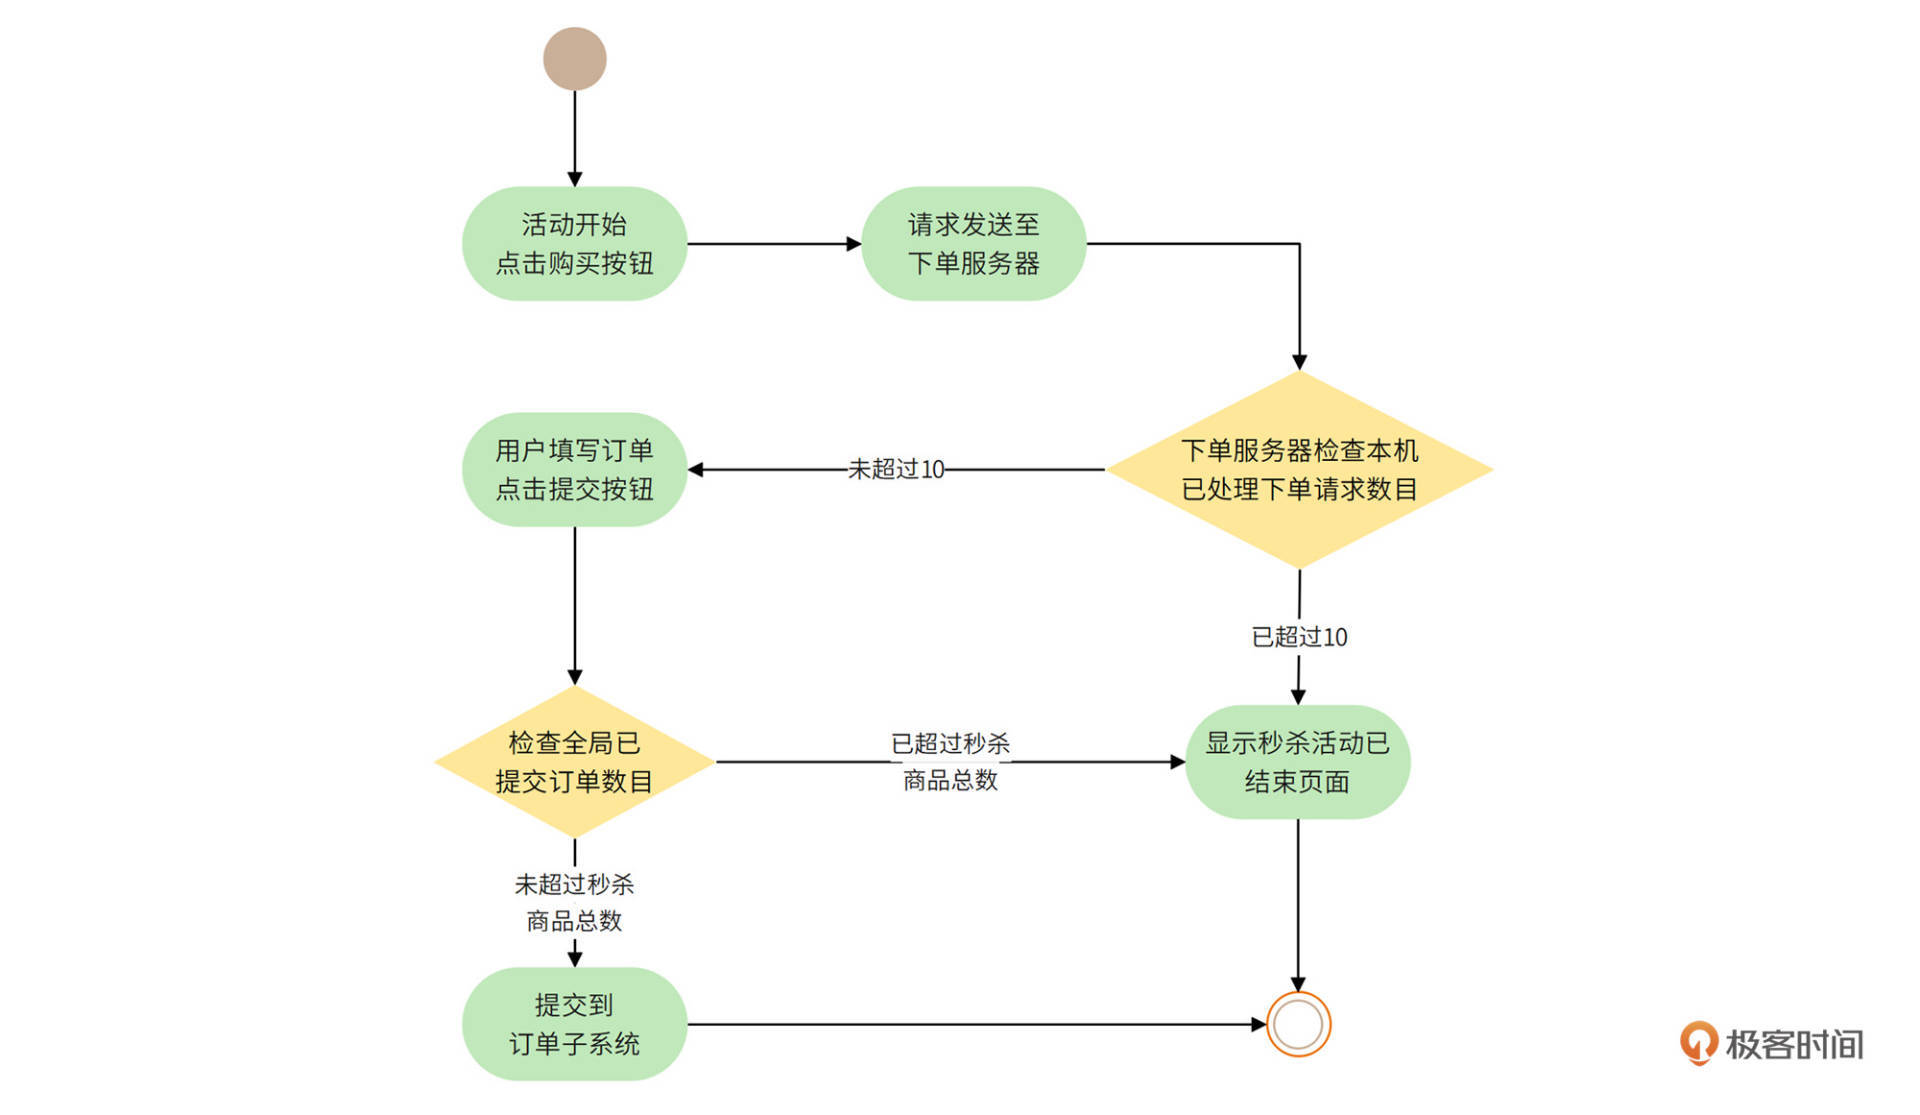 活动开始
点击购买按钮
请求发送至
下单服务器
下单服务器检查本机
已处理下单请求数目
未超过10
用户填写订单
点击提交按钮
已超过10
检查全局已
提交订单数目
已超过秒杀
商品总数
显示秒杀活动已
结束页面
未超过秒杀
商品总数
提交到
订单子系统
极客时间